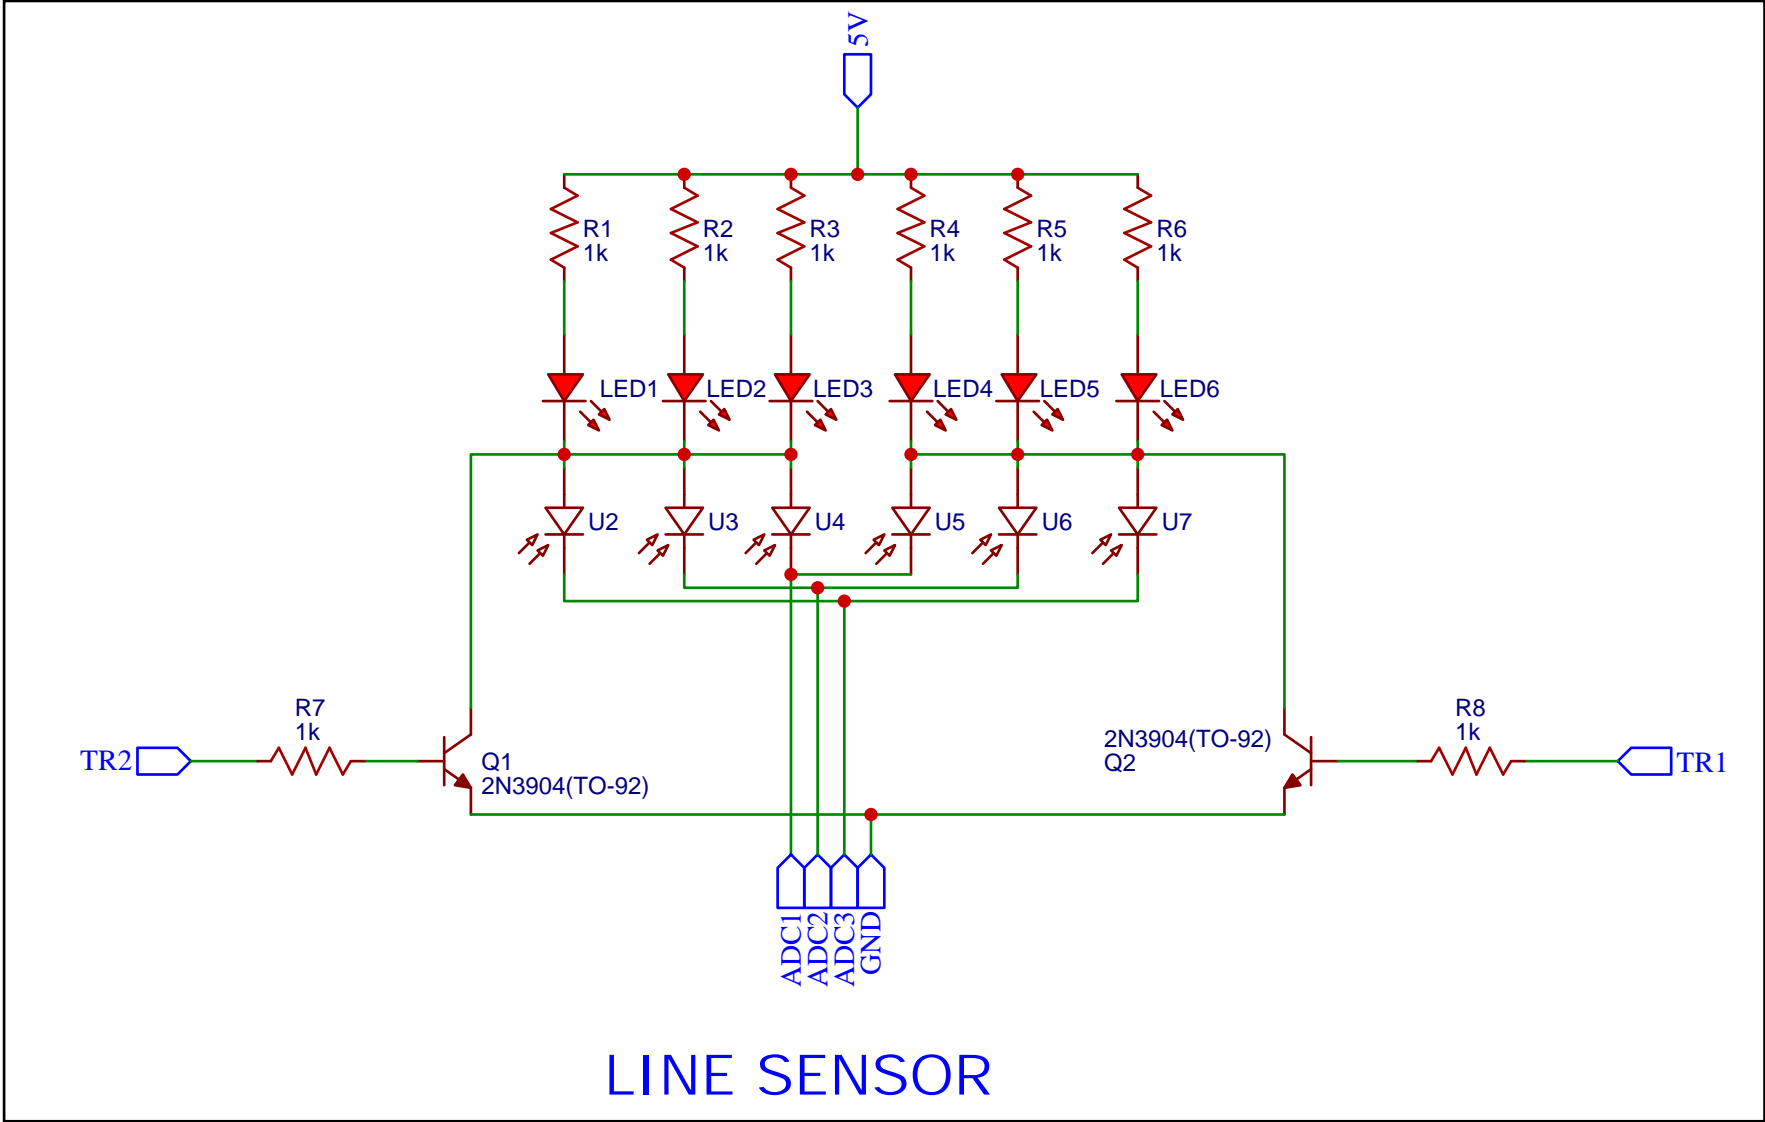 5V
R1
1k
R2
1k
R3
1k
R4
1k
R5
1k
R6
1k
LED1
LED2
LED3
LED4
LED5
LED6
U2
U3
U4
U5
U6
U7
TR2
R7
1k
Q1
2N3904(TO-92)
2N3904(TO-92)
Q2
R8
1k
TR1
ADC1
ADC2
ADC3
GND
LINE SENSOR